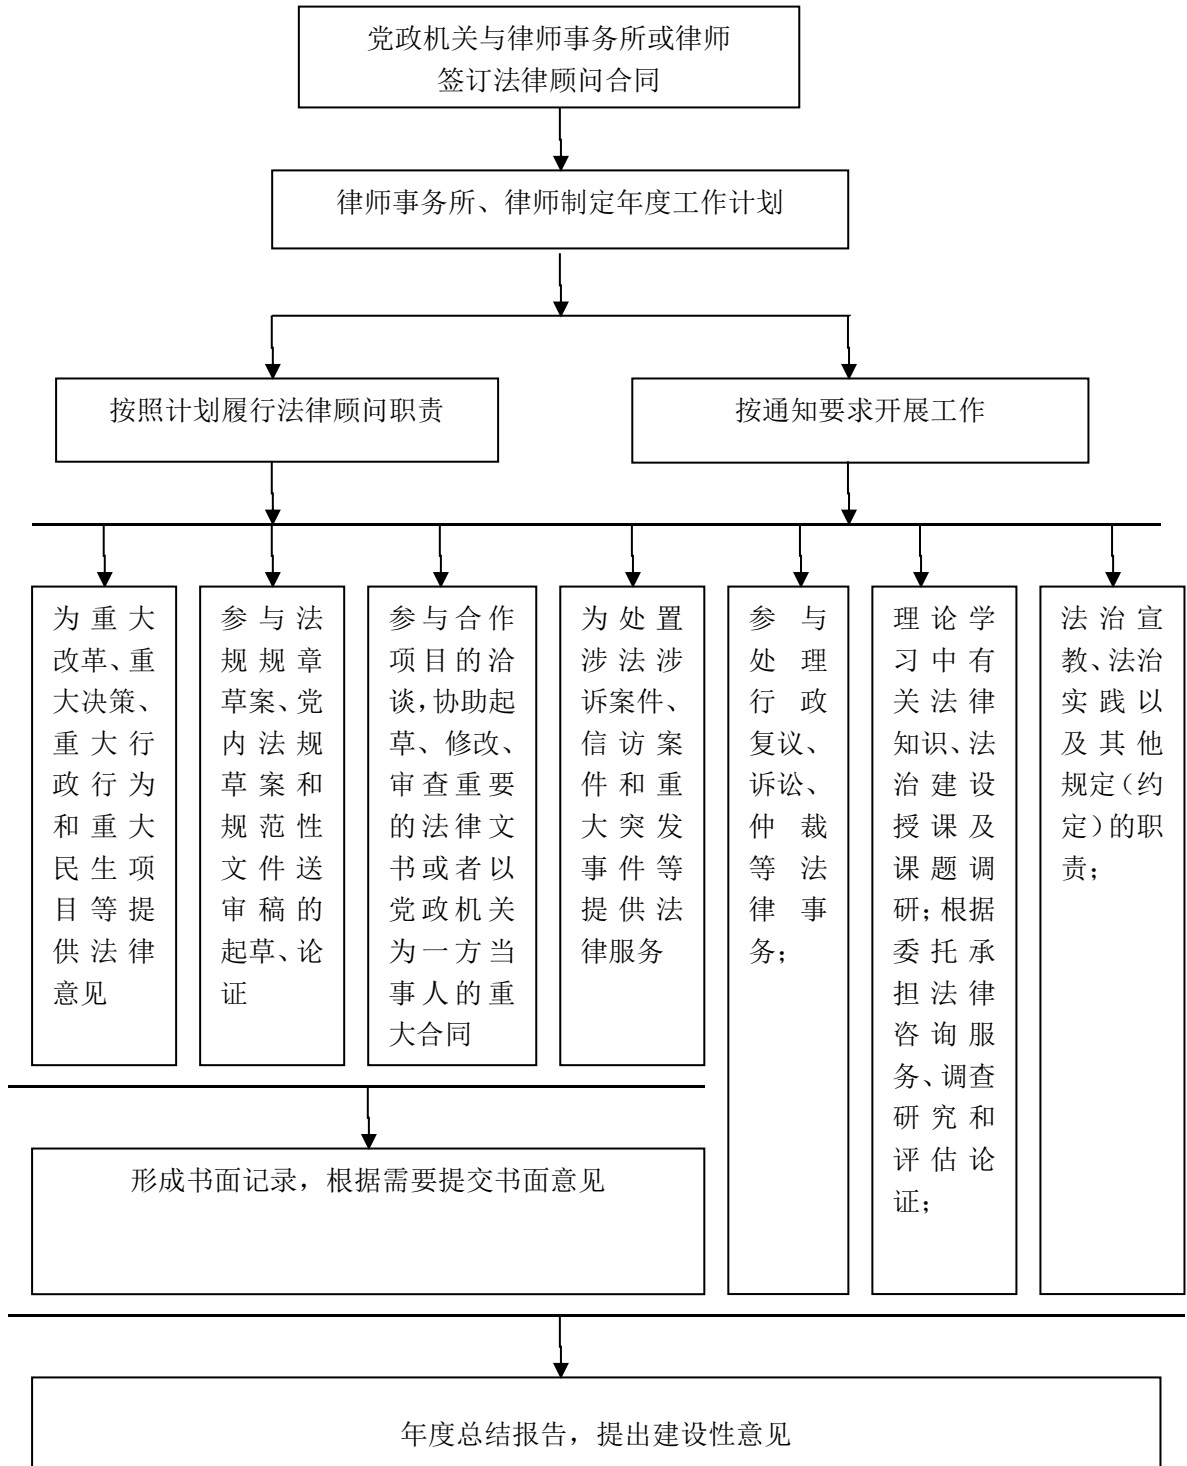 党政机关与律师事务所或律师
签订法律顾问合同
律师事务所、律师制定年度工作计划
按照计划履行法律顾问职责
按通知要求开展工作
为重大
改革、重
大决策、
重大行
政行为
和重大
民生项
目等提
供法律
意见
参与法
规规章
草案、党
内法规
草案和
规范性
文件送
审稿的
起草、论
证
参与合作
项目的洽
谈，协助起
草、修改、
审查重要
的法律文
书或者以
党政机关
为一方当
事人的重
大合同
为处置
涉法涉
诉案件、
信访案
件和重
大突发
事件等
提供法
律服务
参与
处理
行政
复议、
诉讼、
仲裁
等法
律事
务；
理论学
习中有
关法律
知识、法
治建设
授课及
课题调
研；根据
委托承
担法律
咨询服
务、调查
研究和
评估论
证；
法治宣
教、法治
实践以
及其他
规定（约
定）的职
责；
形成书面记录，根据需要提交书面意见
年度总结报告，提出建设性意见